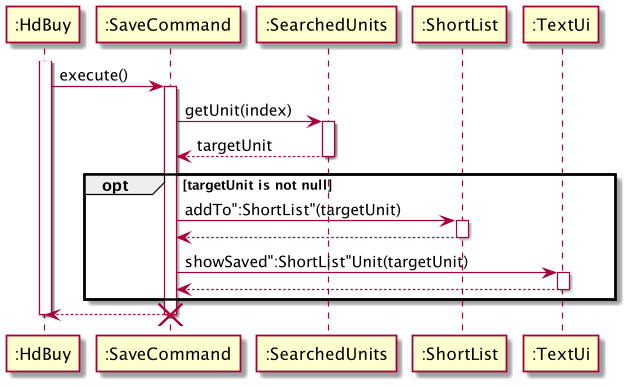 :HdBuy :SaveCommand :SearchedUnits :ShortList :TextUi
execute()
getUnit(index)
targetUnit
opt [targetUnit is not null]
addTo":ShortList"(targetUnit)
showSaved":ShortList"Unit(targetUnit)
:HdBuy :SaveCommand :SearchedUnits :ShortList :TextUi